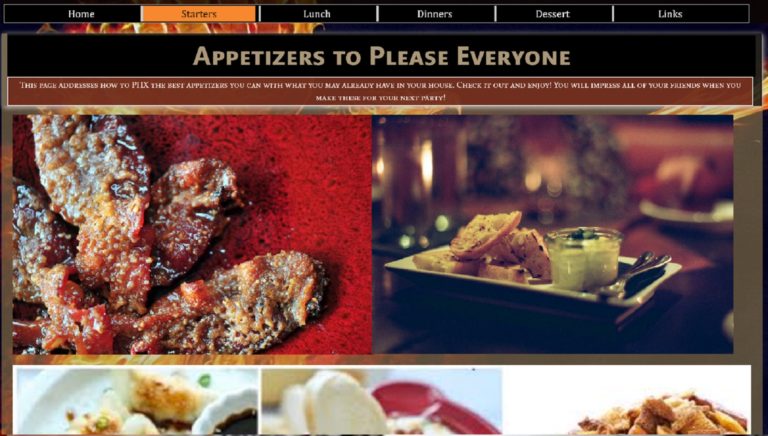 Home Starters Lunch Dinners Dessert Links
Appetizers to Please Everyone
This page addresses how to PHX the best appetizers you can with what you may already have in your house. Check it out and enjoy! You will impress all of your friends when you
make these for your next party!